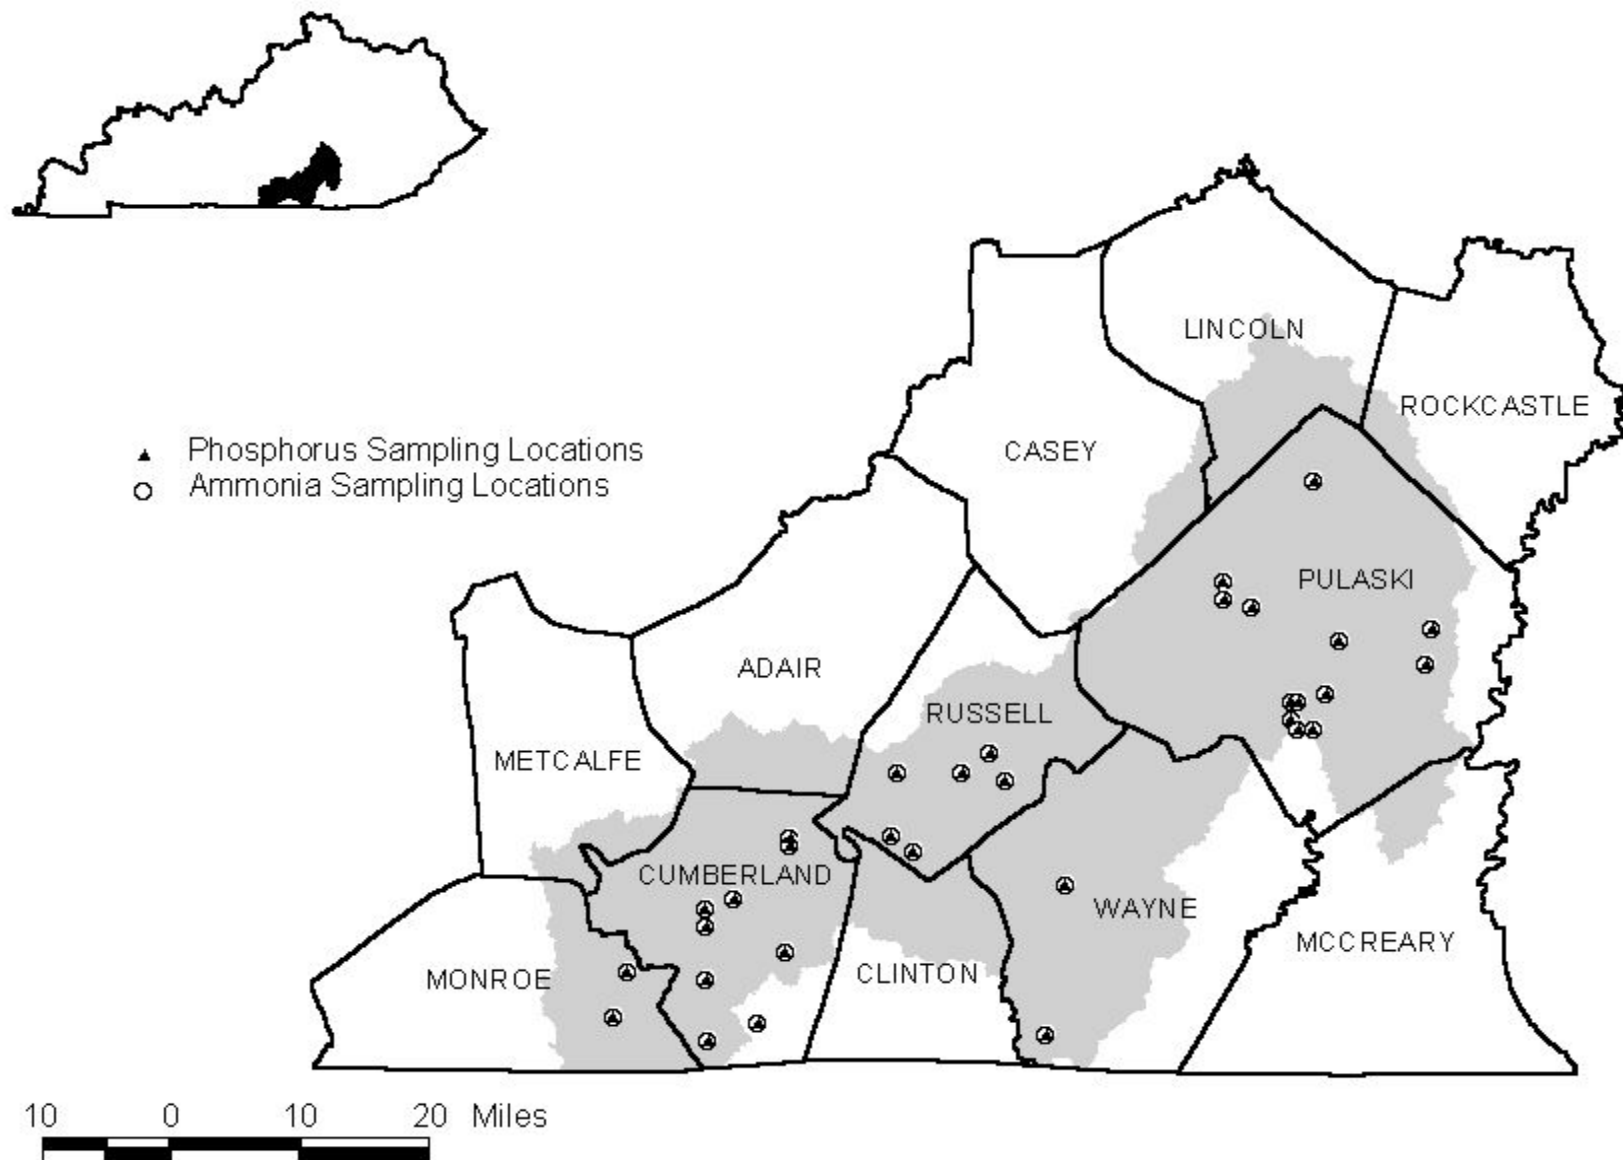 LINCOLN
ROCKCASTLE
CASEY
Phosphorus Sampling Locations
Ammonia Sampling Locations
PULASKI
ADAIR
RUSSELL
METCALFE
CUMBERLAND
WAYNE
MCCREARY
MONROE
CLINTON
10 0 10 20 Miles